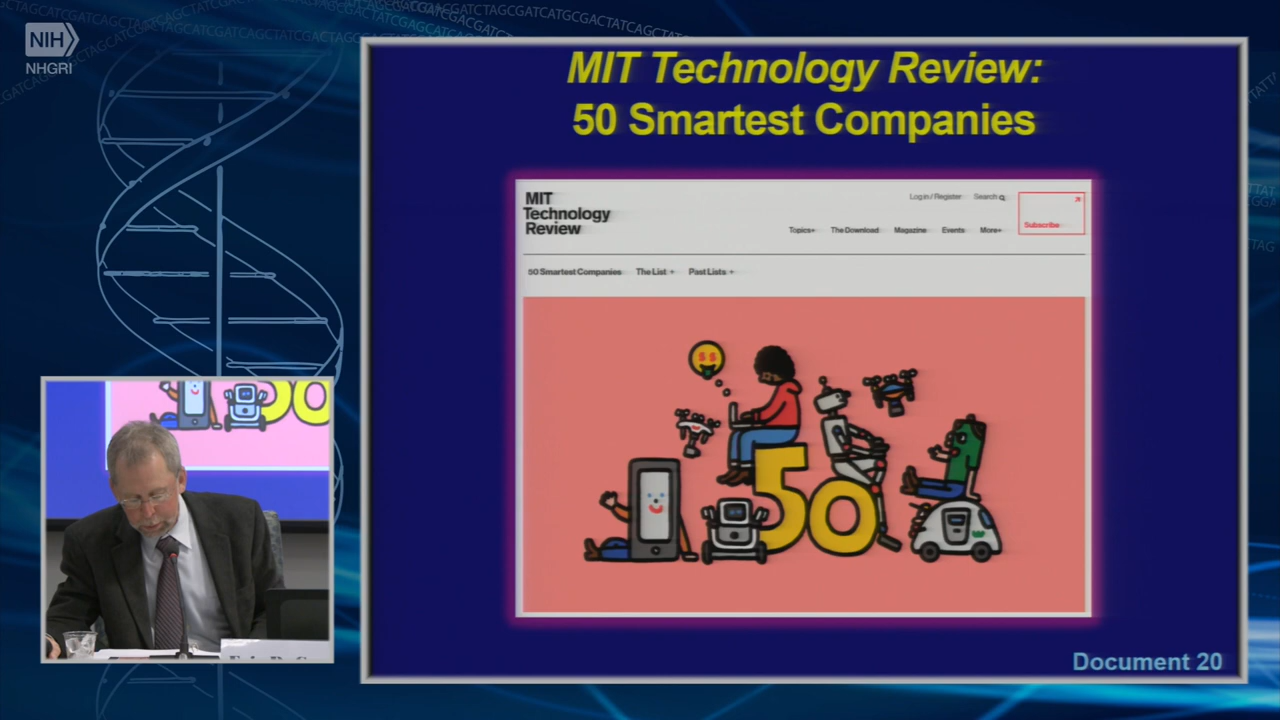 NIH
NHGRI
MIT Technology Review:
50 Smartest Companies
MIT
Technology
Review
Log in / Register Search
Topics+ The Download Magazine Events More+
Subscribe
50 Smartest Companies The List + Past Lists +
$ $
50
50
Document 20